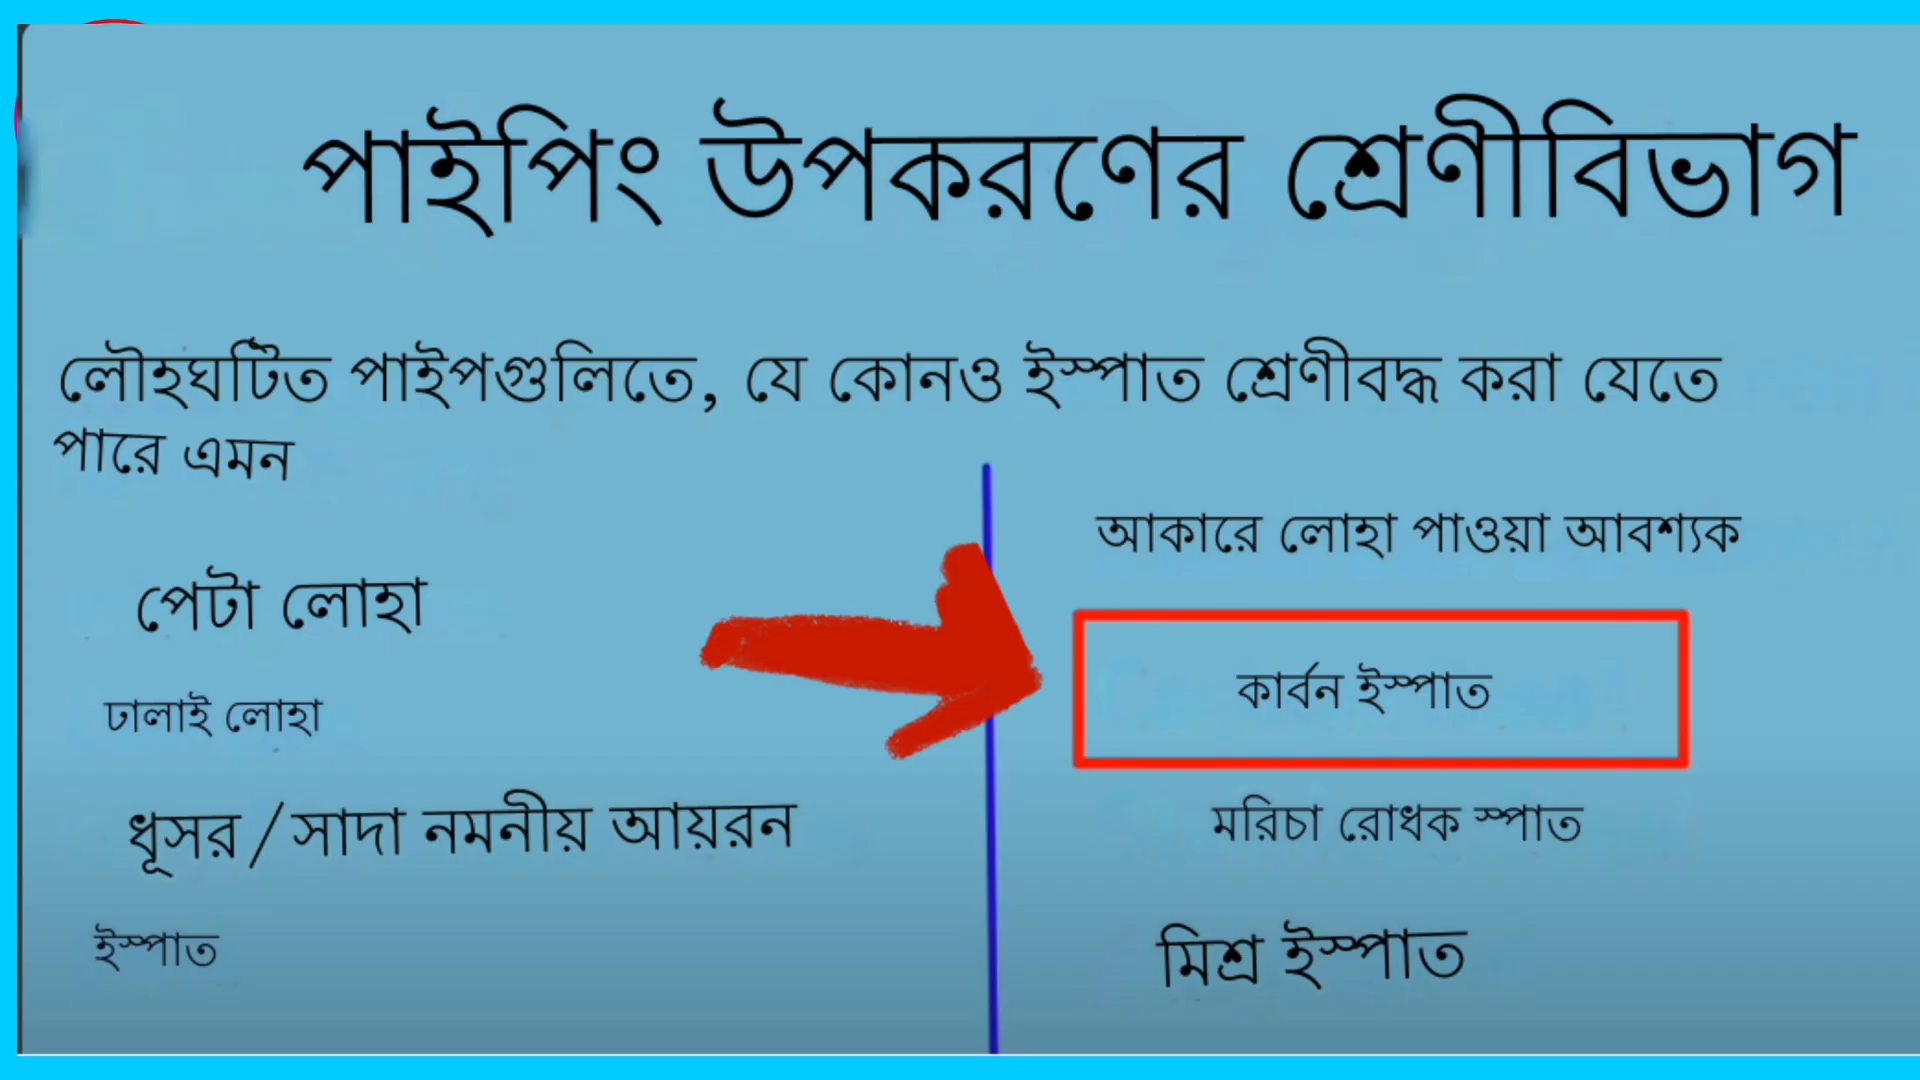 পাইপিং উপকরণের শ্রেণীবিভাগ
লৌহঘটিত পাইপগুলিতে, যে কোনও ইস্পাত শ্রেণীবদ্ধ করা যেতে
পারে এমন
পেটা লোহা
ঢালাই লোহা
ধূসর / সাদা নমনীয় আয়রন
ইস্পাত
আকারে লোহা পাওয়া আবশ্যক
কার্বন ইস্পাত
মরিচা রোধক স্পাত
মিশ্র ইস্পাত